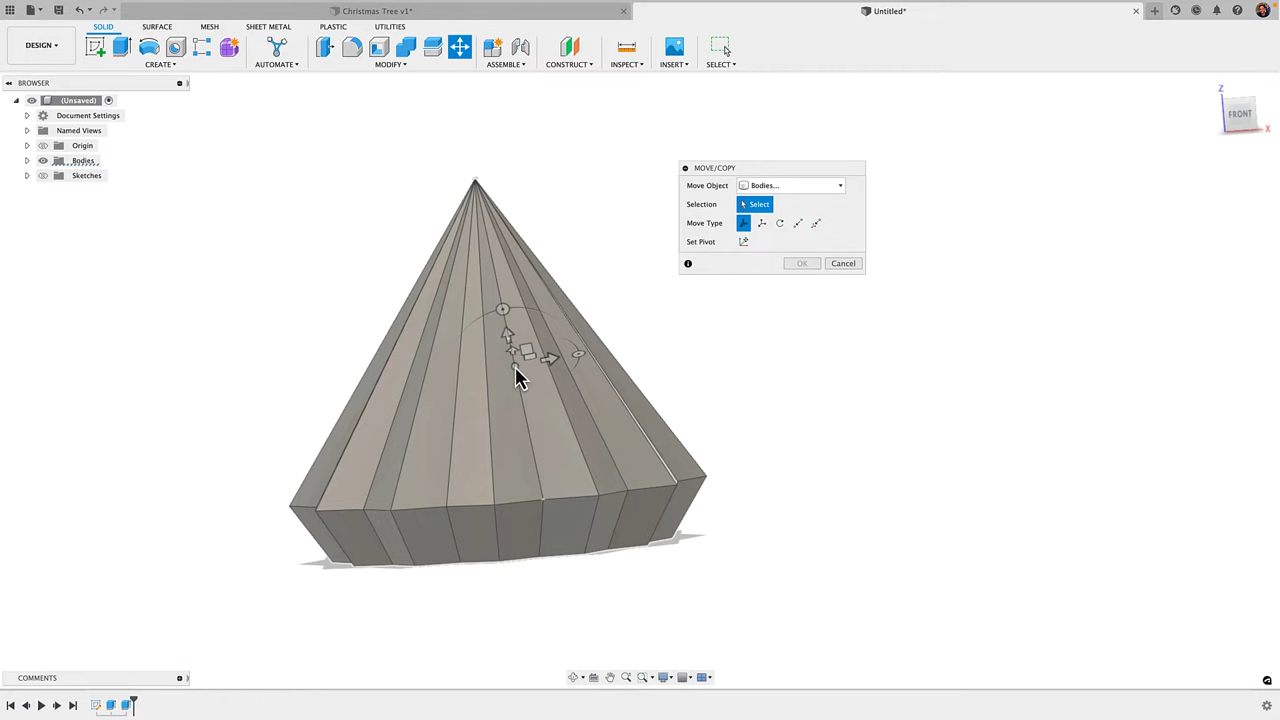 Christmas Tree v1*
Untitled*
DESIGN
SOLID
SURFACE
MESH
SHEET METAL
PLASTIC
UTILITIES
CREATE
AUTOMATE
MODIFY
ASSEMBLE
CONSTRUCT
INSPECT
INSERT
SELECT
BROWSER
(Unsaved)
Document Settings
Named Views
Origin
Bodies
Sketches
Z
FRONT
X
MOVE/COPY
Move Object
Bodies...
Selection
Select
Move Type
Set Pivot
OK
Cancel
COMMENTS